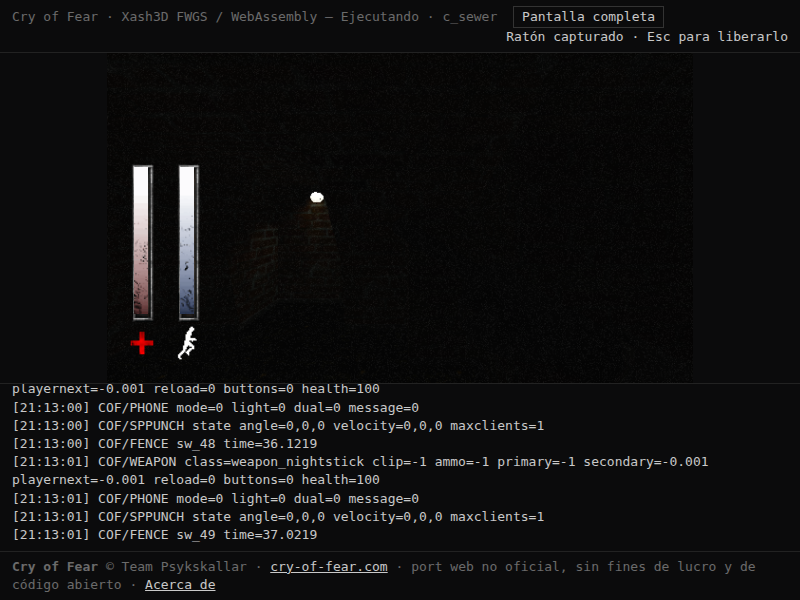 Cry of Fear · Xash3D FWGS / WebAssembly — Ejecutando · c_sewer
Pantalla completa
Ratón capturado · Esc para liberarlo
playernext=-0.001 reload=0 buttons=0 health=100
[21:13:00] COF/PHONE mode=0 light=0 dual=0 message=0
[21:13:00] COF/SPPUNCH state angle=0,0,0 velocity=0,0,0 maxclients=1
[21:13:00] COF/FENCE sw_48 time=36.1219
[21:13:01] COF/WEAPON class=weapon_nightstick clip=-1 ammo=-1 primary=-1 secondary=-0.001
playernext=-0.001 reload=0 buttons=0 health=100
[21:13:01] COF/PHONE mode=0 light=0 dual=0 message=0
[21:13:01] COF/SPPUNCH state angle=0,0,0 velocity=0,0,0 maxclients=1
[21:13:01] COF/FENCE sw_49 time=37.0219
Cry of Fear © Team Psykskallar · cry-of-fear.com · port web no oficial, sin fines de lucro y de
código abierto · Acerca de